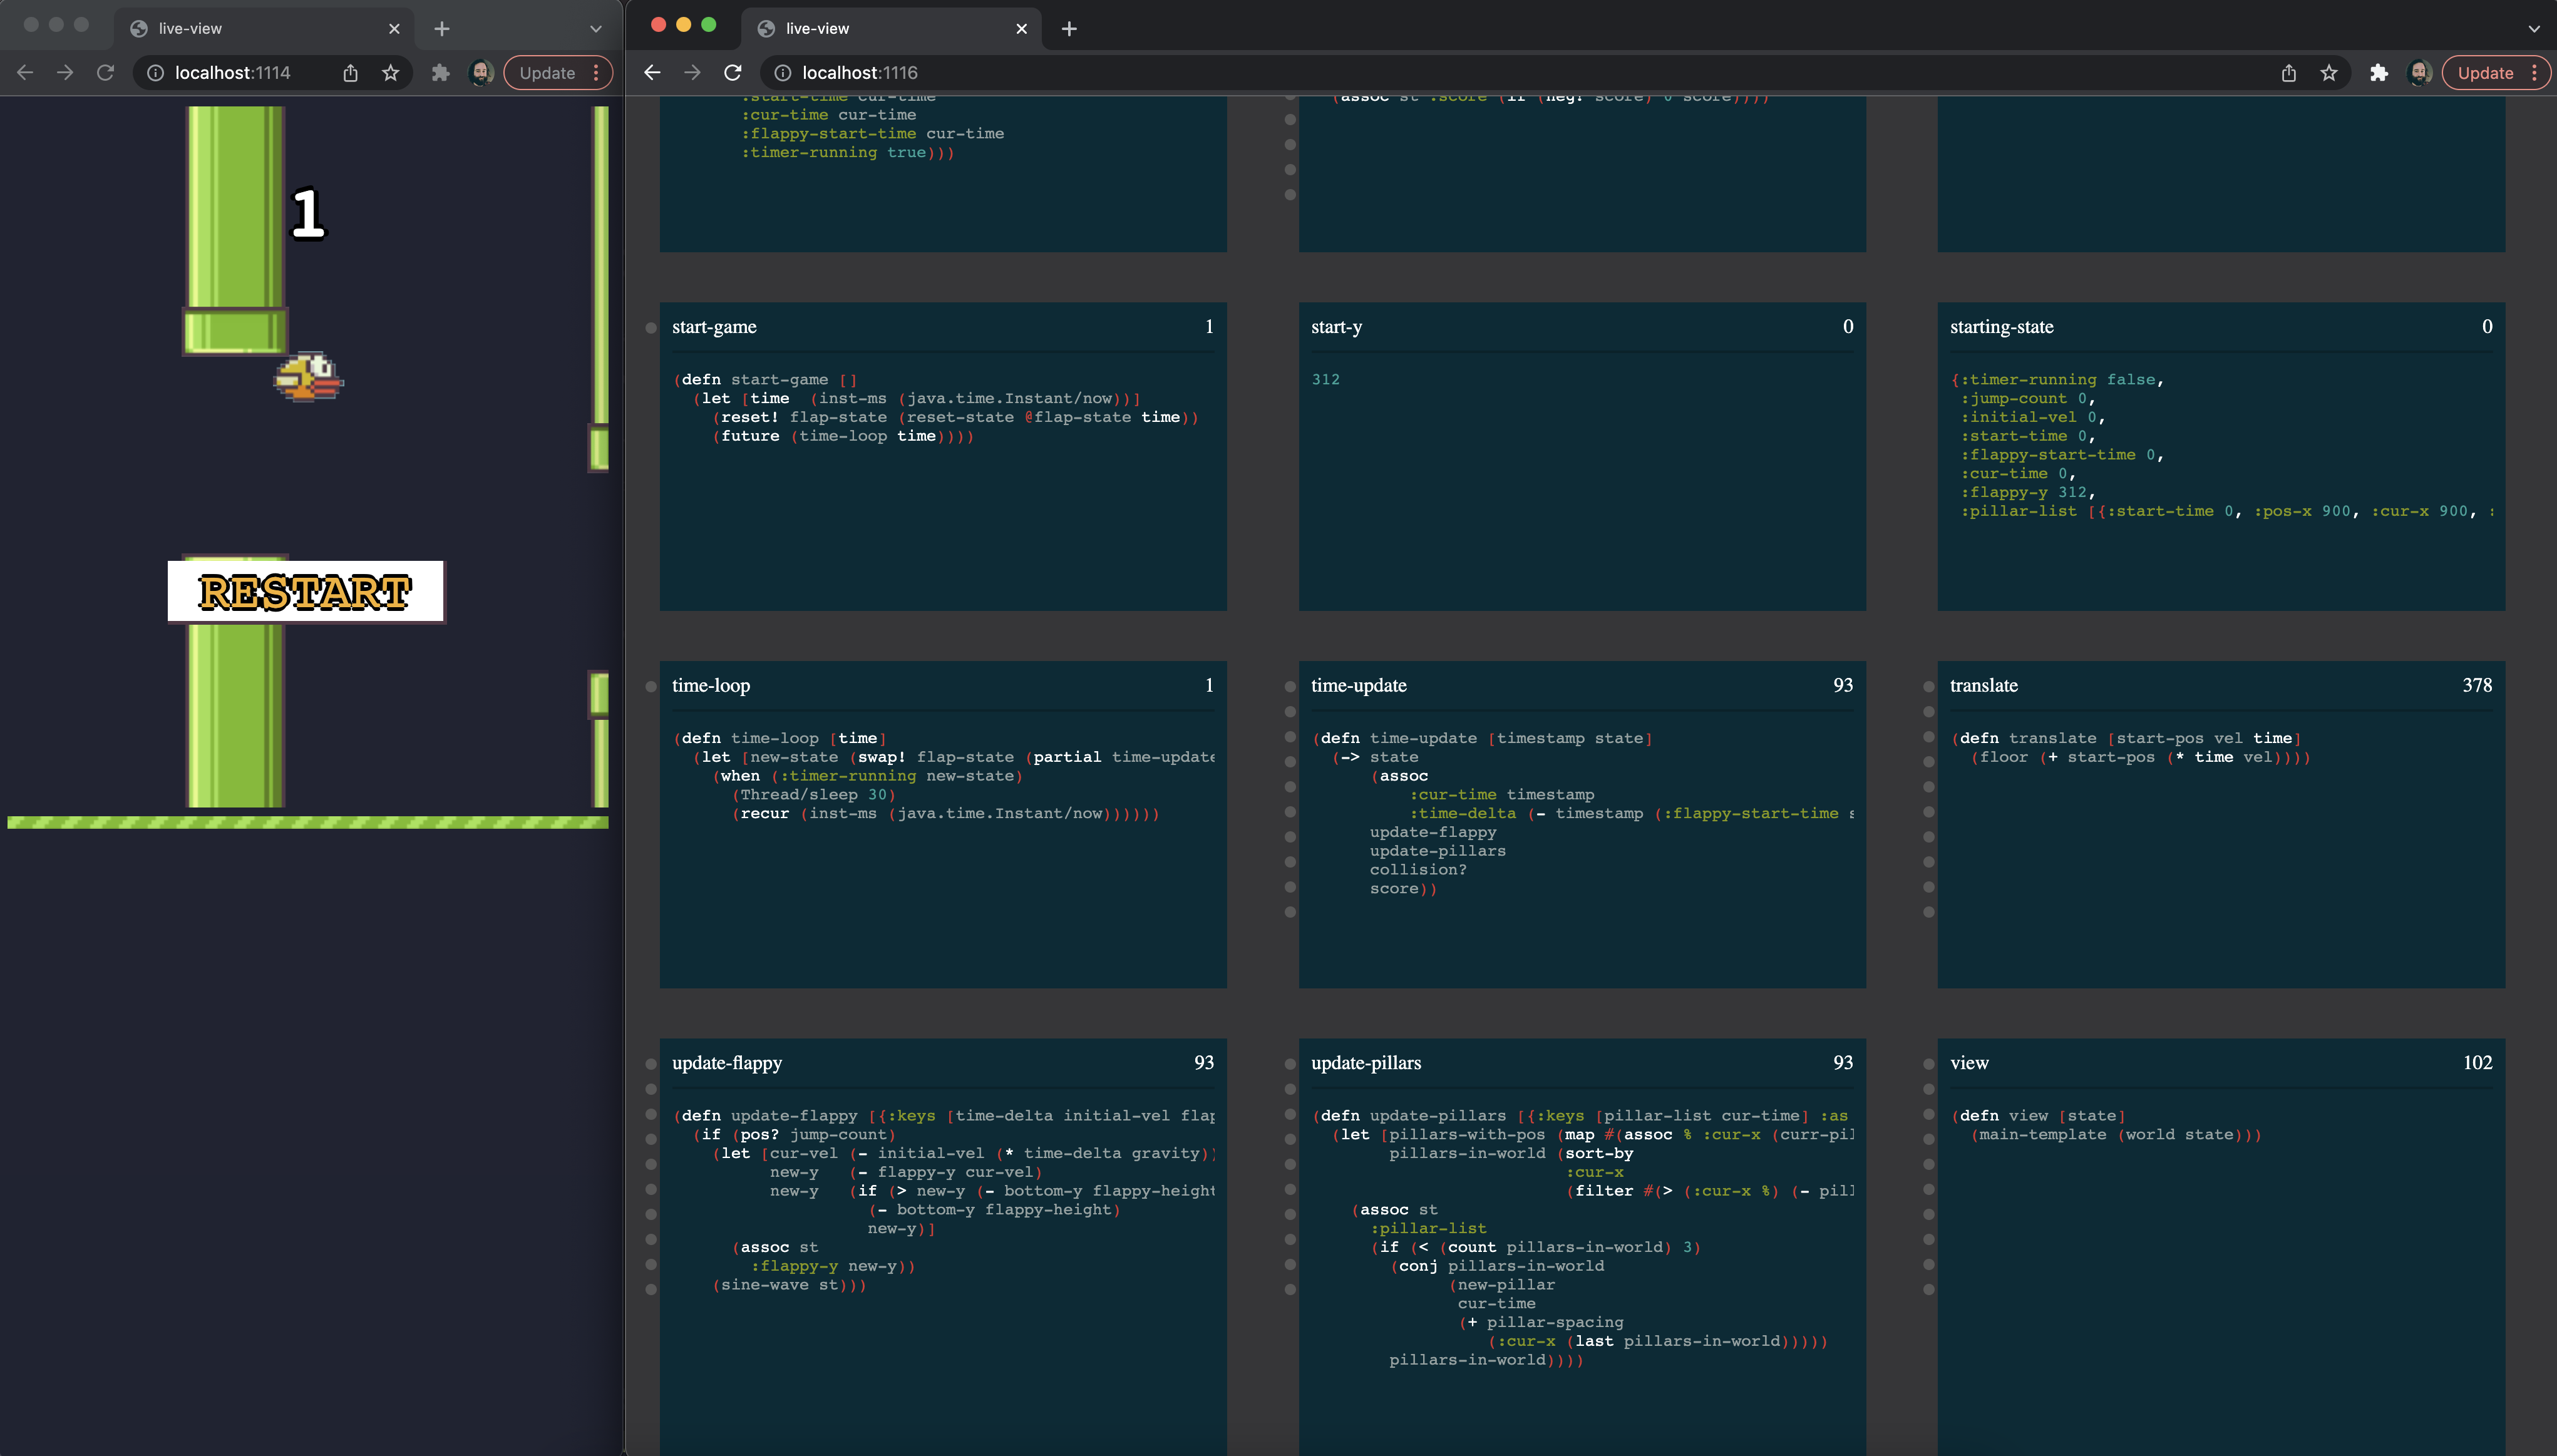 live-view
localhost:1114
Update
1
RESTART
live-view
localhost:1116
Update
:start-time cur-time
:cur-time cur-time
:flappy-start-time cur-time
:timer-running true)))
(assoc st :score (if (neg? score) 0 score))))
start-game 1
(defn start-game []
(let [time (inst-ms (java.time.Instant/now))]
(reset! flap-state (reset-state @flap-state time))
(future (time-loop time))))
start-y 0
312
starting-state 0
{:timer-running false,
:jump-count 0,
:initial-vel 0,
:start-time 0,
:flappy-start-time 0,
:cur-time 0,
:flappy-y 312,
:pillar-list [{:start-time 0, :pos-x 900, :cur-x 900, :
time-loop 1
(defn time-loop [time]
(let [new-state (swap! flap-state (partial time-update
(when (:timer-running new-state)
(Thread/sleep 30)
(recur (inst-ms (java.time.Instant/now))))))
time-update 93
(defn time-update [timestamp state]
(-> state
(assoc
:cur-time timestamp
:time-delta (- timestamp (:flappy-start-time s
update-flappy
update-pillars
collision?
score))
translate 378
(defn translate [start-pos vel time]
(floor (+ start-pos (* time vel))))
update-flappy 93
(defn update-flappy [{:keys [time-delta initial-vel flap
(if (pos? jump-count)
(let [cur-vel (- initial-vel (* time-delta gravity))
new-y (- flappy-y cur-vel)
new-y (if (> new-y (- bottom-y flappy-height
(- bottom-y flappy-height)
new-y)]
(assoc st
:flappy-y new-y))
(sine-wave st)))
update-pillars 93
(defn update-pillars [{:keys [pillar-list cur-time] :as
(let [pillars-with-pos (map #(assoc % :cur-x (curr-pil
pillars-in-world (sort-by
:cur-x
(filter #(> (:cur-x %) (- pill
(assoc st
:pillar-list
(if (< (count pillars-in-world) 3)
(conj pillars-in-world
(new-pillar
cur-time
(+ pillar-spacing
(:cur-x (last pillars-in-world)))))
pillars-in-world))))
view 102
(defn view [state]
(main-template (world state)))